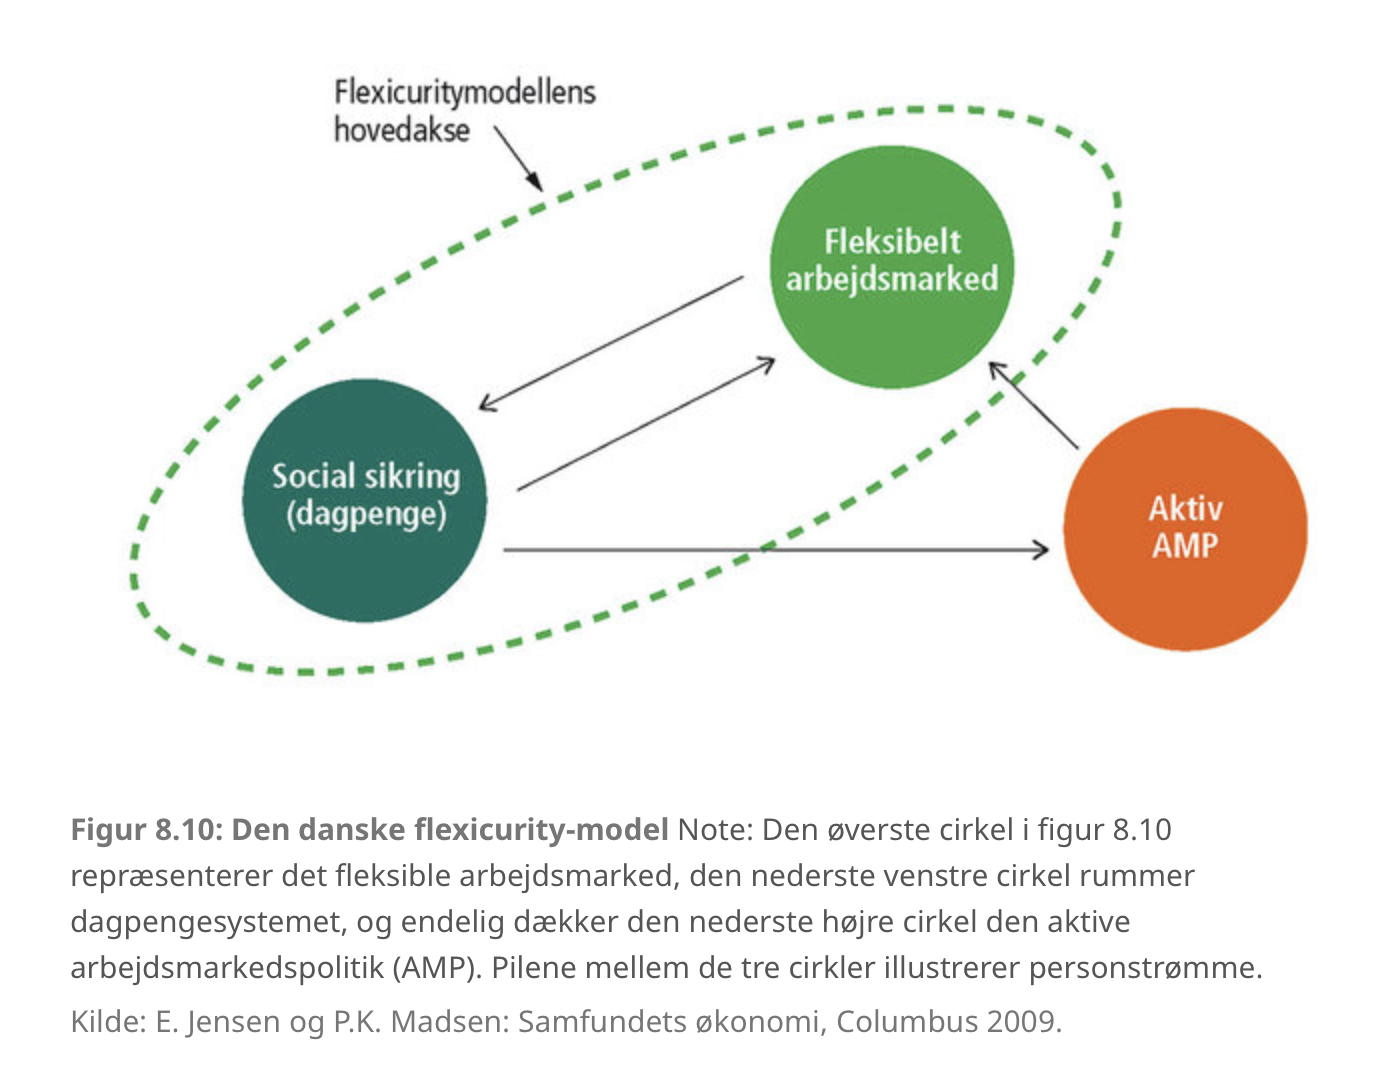 Flexicuritymodellens
hovedakse
Fleksibelt
arbejdsmarked
Social sikring
(dagpenge)
Aktiv
AMP
Figur 8.10: Den danske flexicurity-model Note: Den øverste cirkel i figur 8.10
repræsenterer det fleksible arbejdsmarked, den nederste venstre cirkel rummer
dagpengesystemet, og endelig dækker den nederste højre cirkel den aktive
arbejdsmarkedspolitik (AMP). Pilene mellem de tre cirkler illustrerer personstrømme.
Kilde: E. Jensen og P.K. Madsen: Samfundets økonomi, Columbus 2009.